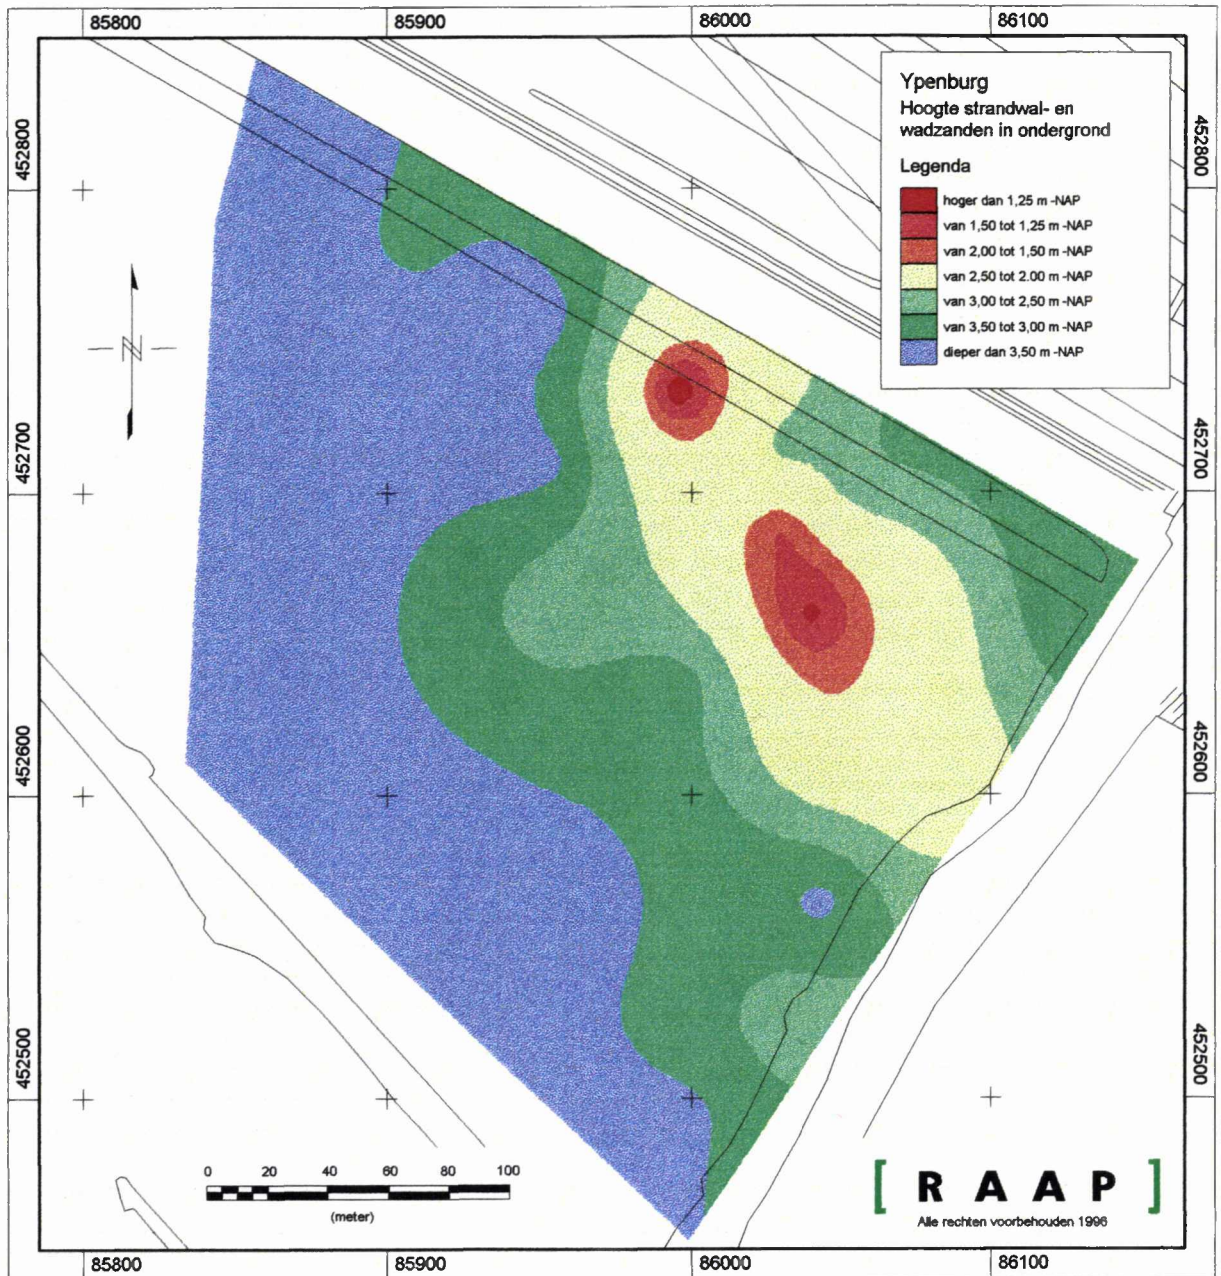 85800 85900 86000 86100
Ypenburg
Hoogte strandwal- en
wadzanden in ondergrond
Legenda
hoger dan 1,25 m -NAP
van 1,50 tot 1,25 m -NAP
van 2,00 tot 1,50 m -NAP
van 2,50 tot 2.00 m -NAP
van 3,00 tot 2,50 m -NAP
van 3,50 tot 3,00 m -NAP
dieper dan 3,50 m -NAP
452800
452700
452600
452500
N
452800
452700
452600
452500
0 20 40 60 80 100
(meter)
[ R A A P ]
Alle rechten voorbehouden 1996
85800 85900 86000 86100